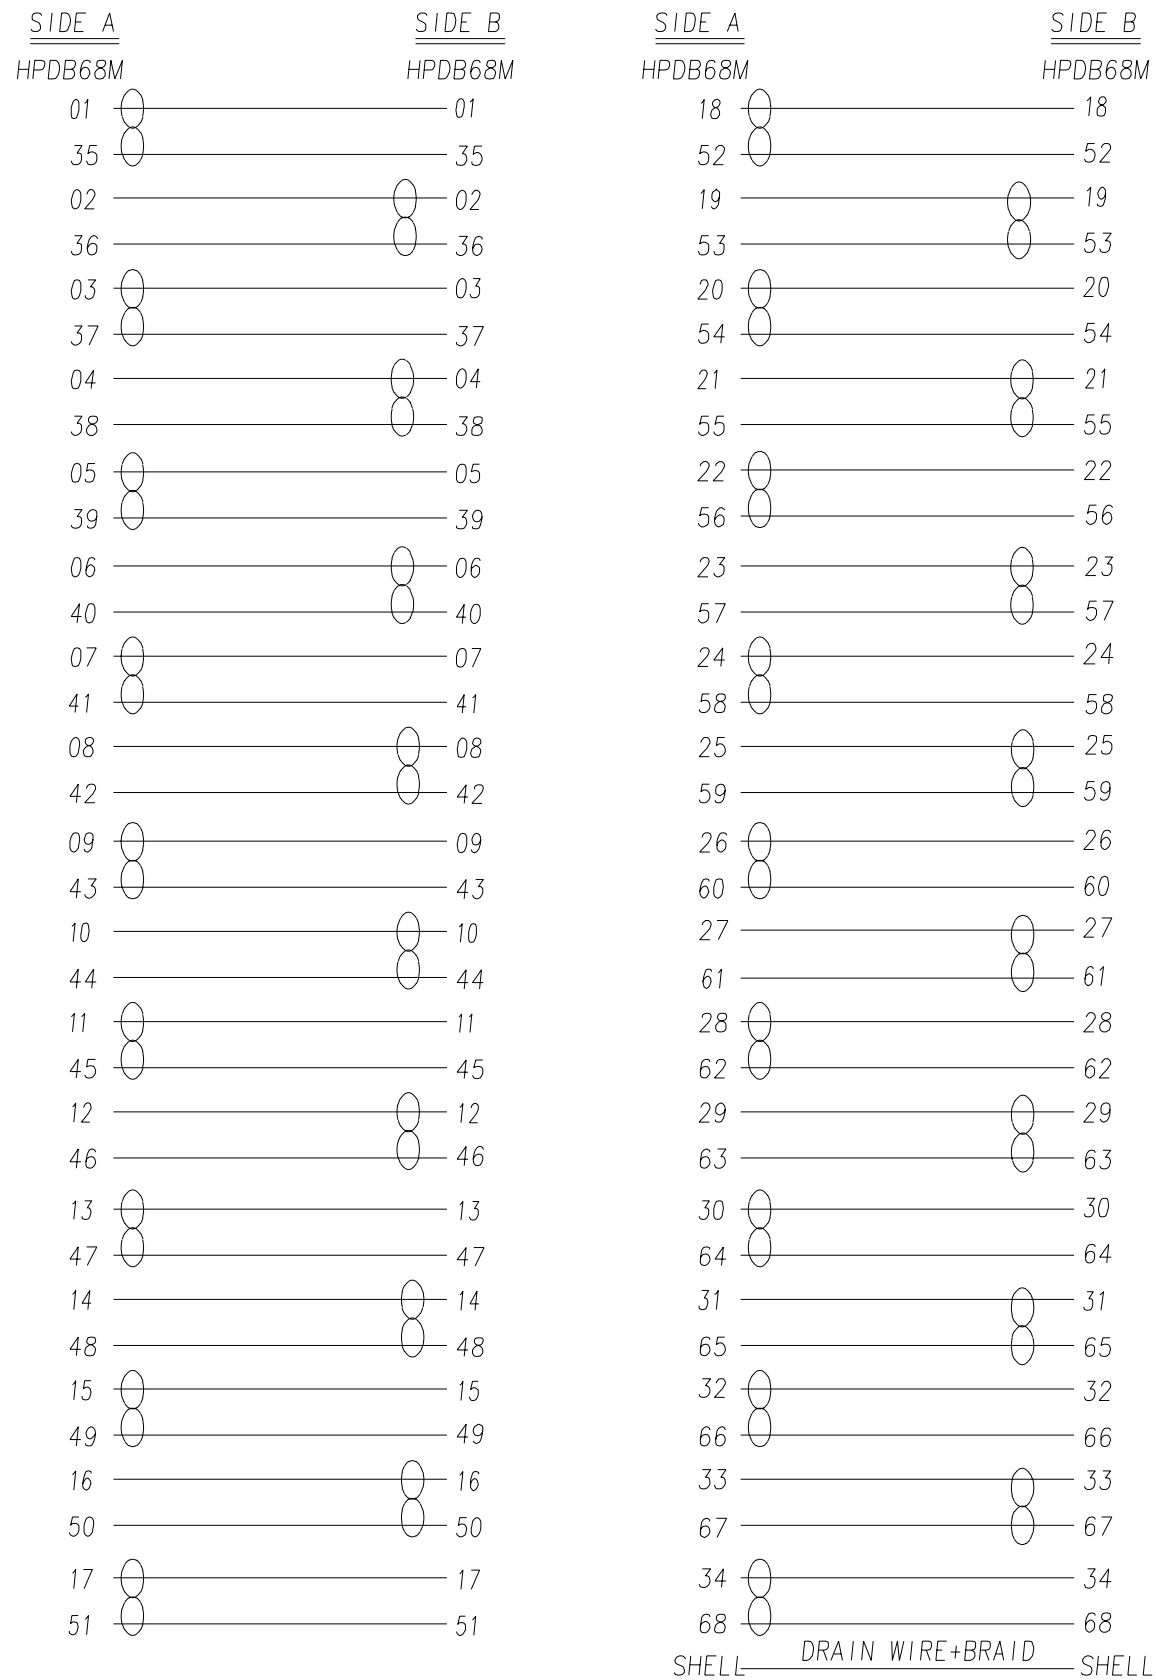 SIDE A SIDE B SIDE A SIDE B
HPDB68M HPDB68M HPDB68M HPDB68M
01 01 18 18
35 35 52 52
02 02 19 19
36 36 53 53
03 03 20 20
37 37 54 54
04 04 21 21
38 38 55 55
05 05 22 22
39 39 56 56
06 06 23 23
40 40 57 57
07 07 24 24
41 41 58 58
08 08 25 25
42 42 59 59
09 09 26 26
43 43 60 60
10 10 27 27
44 44 61 61
11 11 28 28
45 45 62 62
12 12 29 29
46 46 63 63
13 13 30 30
47 47 64 64
14 14 31 31
48 48 65 65
15 15 32 32
49 49 66 66
16 16 33 33
50 50 67 67
17 17 34 34
51 51 68 68
SHELL DRAIN WIRE+BRAID SHELL